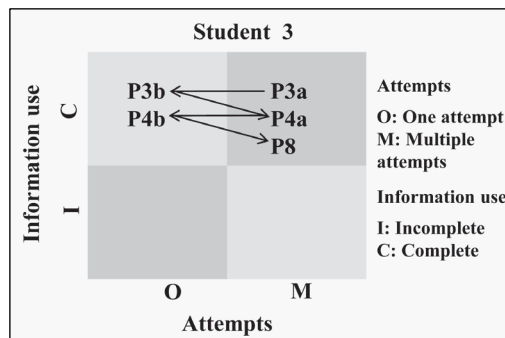 Student 3
Information use
C
I
P3b P3a
P4b P4a
P8
O M
Attempts
Attempts
O: One attempt
M: Multiple
attempts
Information use
I: Incomplete
C: Complete